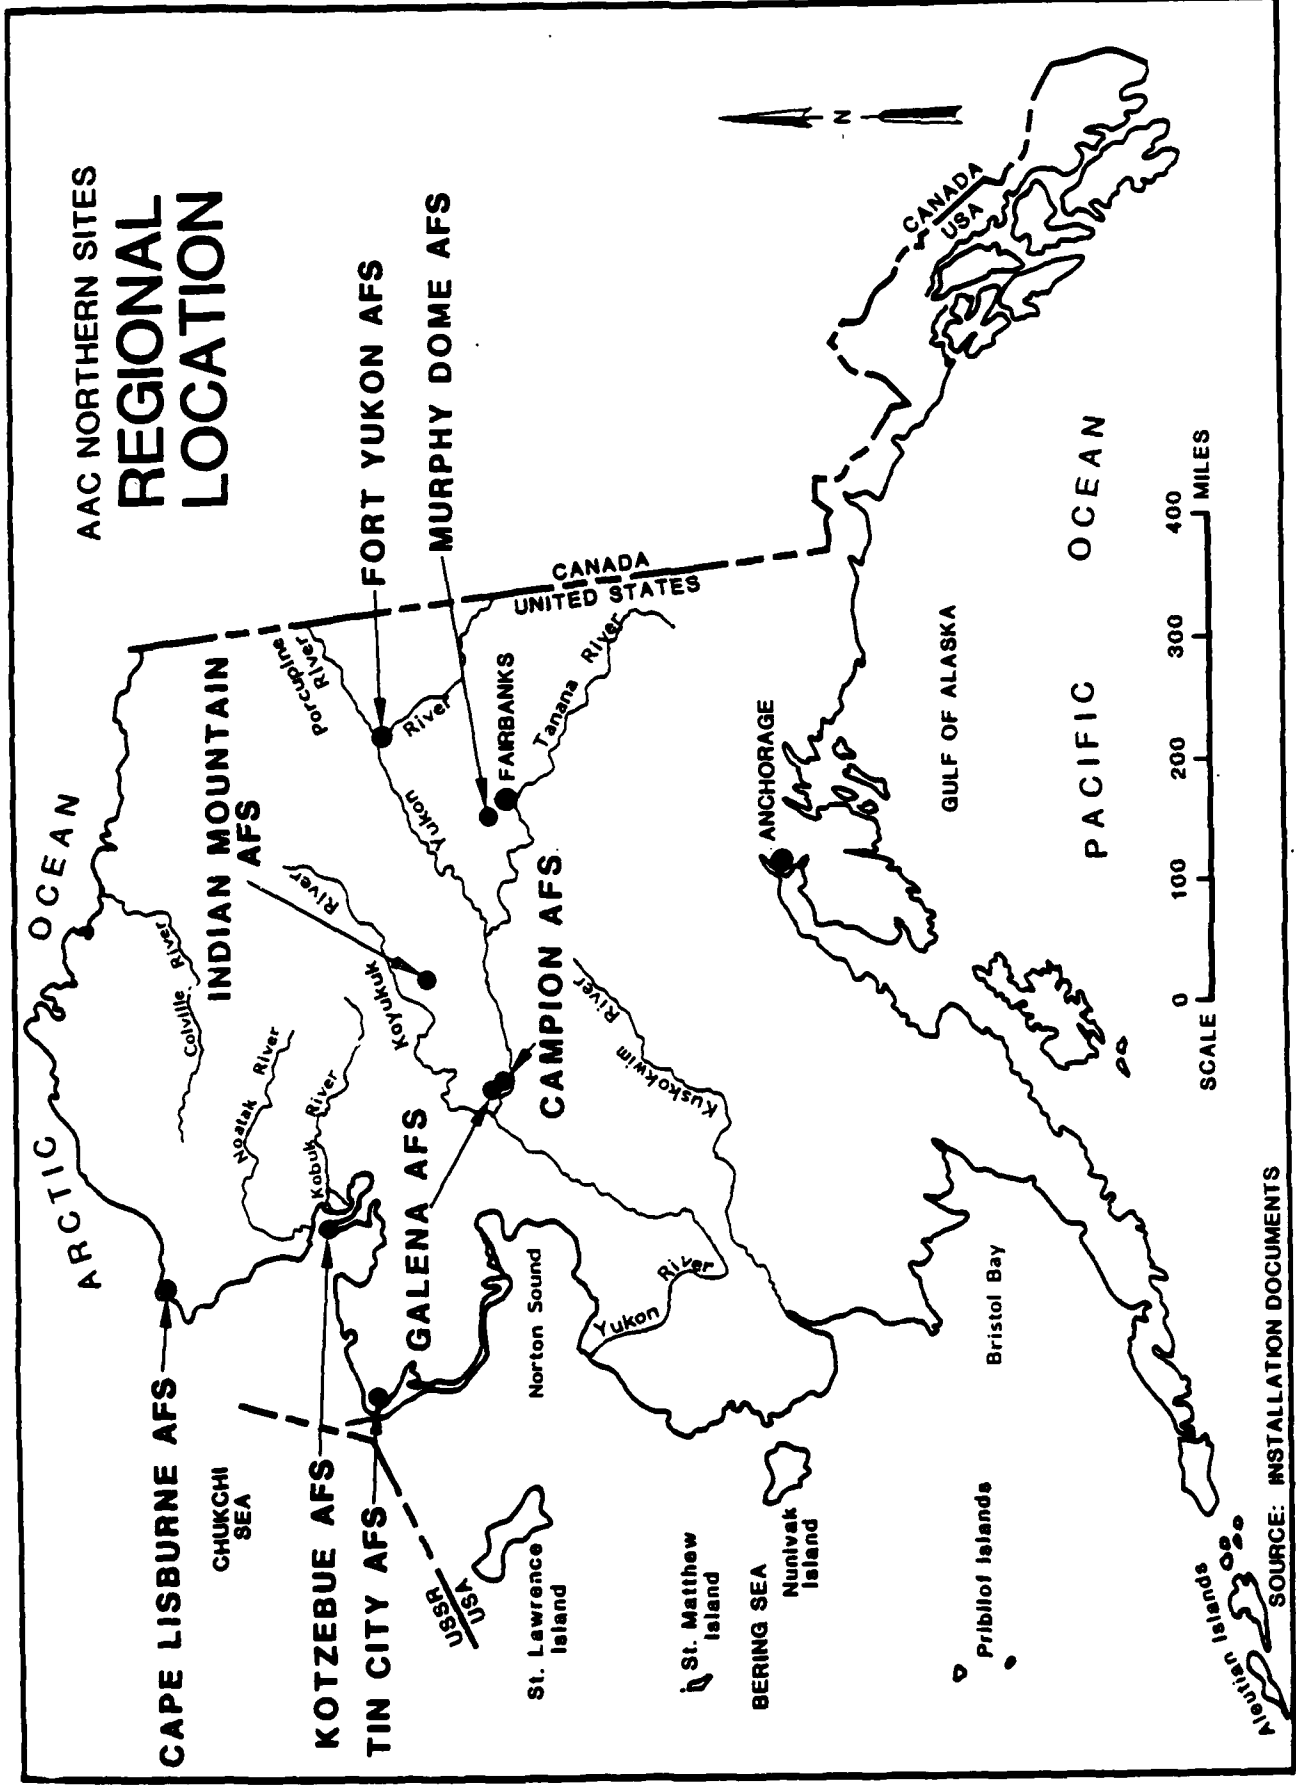 AAC NORTHERN SITES
REGIONAL
LOCATION
ARCTIC OCEAN
CAPE LISBURNE AFS
INDIAN MOUNTAIN
AFS
FORT YUKON AFS
MURPHY DOME AFS
KOTZEBUE AFS
TIN CITY AFS
GALENA AFS
CAMPION AFS
CHUKCHI
SEA
Colville River
Noatak River
Kobuk River
Koyukuk River
Porcupine
River
Yukon River
FAIRBANKS
Tanana River
CANADA
UNITED STATES
USSR
USA
Norton Sound
Yukon River
Kuskokwim River
St. Lawrence
Island
St. Matthew
Island
BERING SEA
Nunivak
Island
ANCHORAGE
CANADA
USA
N
GULF OF ALASKA
Bristol Bay
Pribilof Islands
PACIFIC OCEAN
Aleutian Islands
SCALE
0 100 200 300 400 MILES
SOURCE: INSTALLATION DOCUMENTS